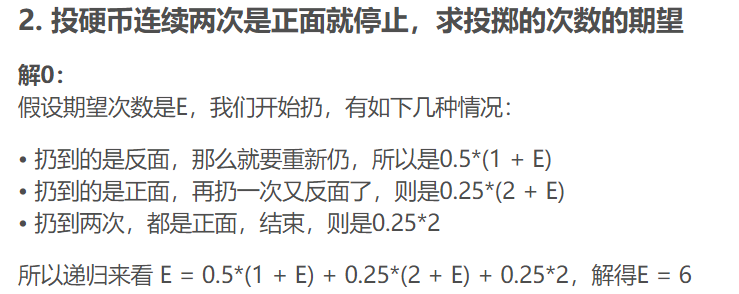 2. 投硬币连续两次是正面就停止，求投掷的次数的期望
解0：
假设期望次数是E，我们开始扔，有如下几种情况：
• 扔到的是反面，那么就要重新仍，所以是0.5*(1 + E)
• 扔到的是正面，再扔一次又反面了，则是0.25*(2 + E)
• 扔到两次，都是正面，结束，则是0.25*2
所以递归来看 E = 0.5*(1 + E) + 0.25*(2 + E) + 0.25*2，解得E = 6